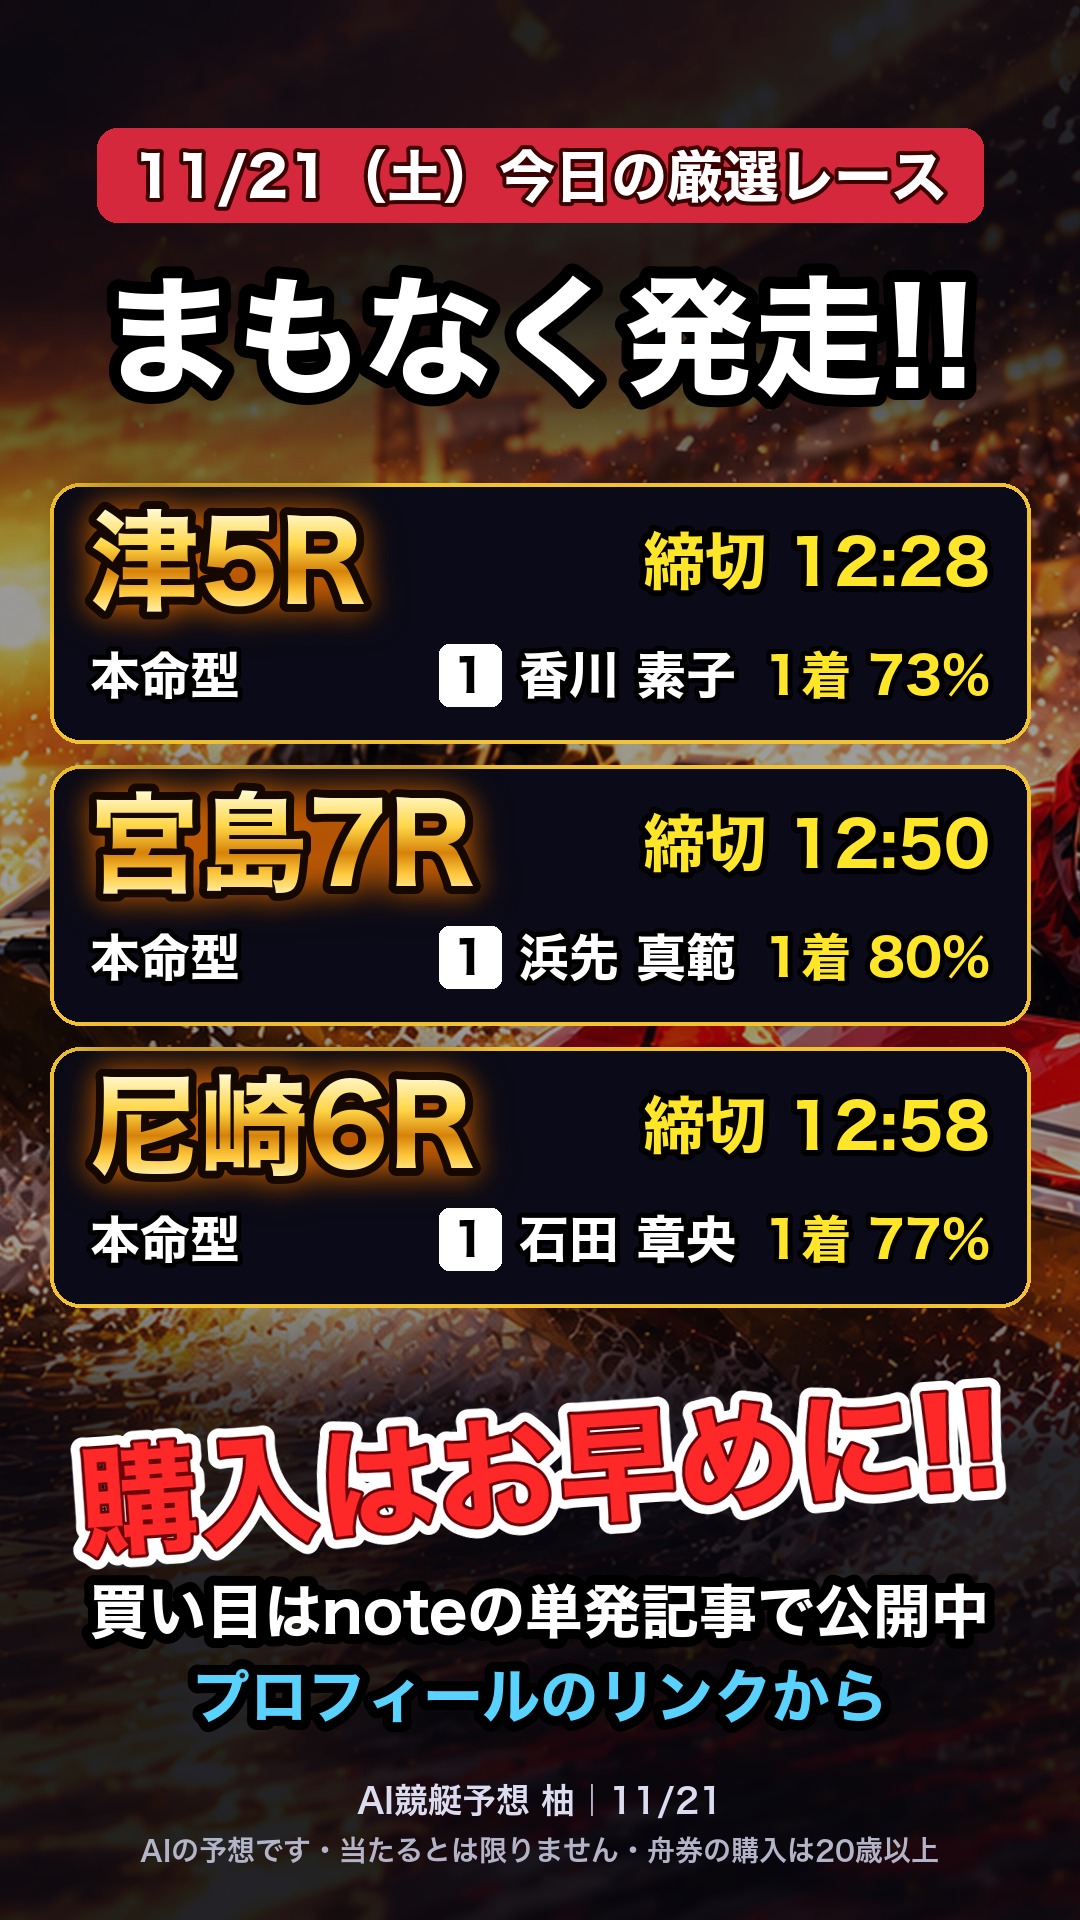 11/21（土）今日の厳選レース
まもなく発走!!
津5R 締切 12:28
本命型 1 香川 素子 1着 73%
宮島7R 締切 12:50
本命型 1 浜先 真範 1着 80%
尼崎6R 締切 12:58
本命型 1 石田 章央 1着 77%
購入はお早めに!!
買い目はnoteの単発記事で公開中
プロフィールのリンクから
AI競艇予想 柚｜11/21
AIの予想です・当たるとは限りません・舟券の購入は20歳以上